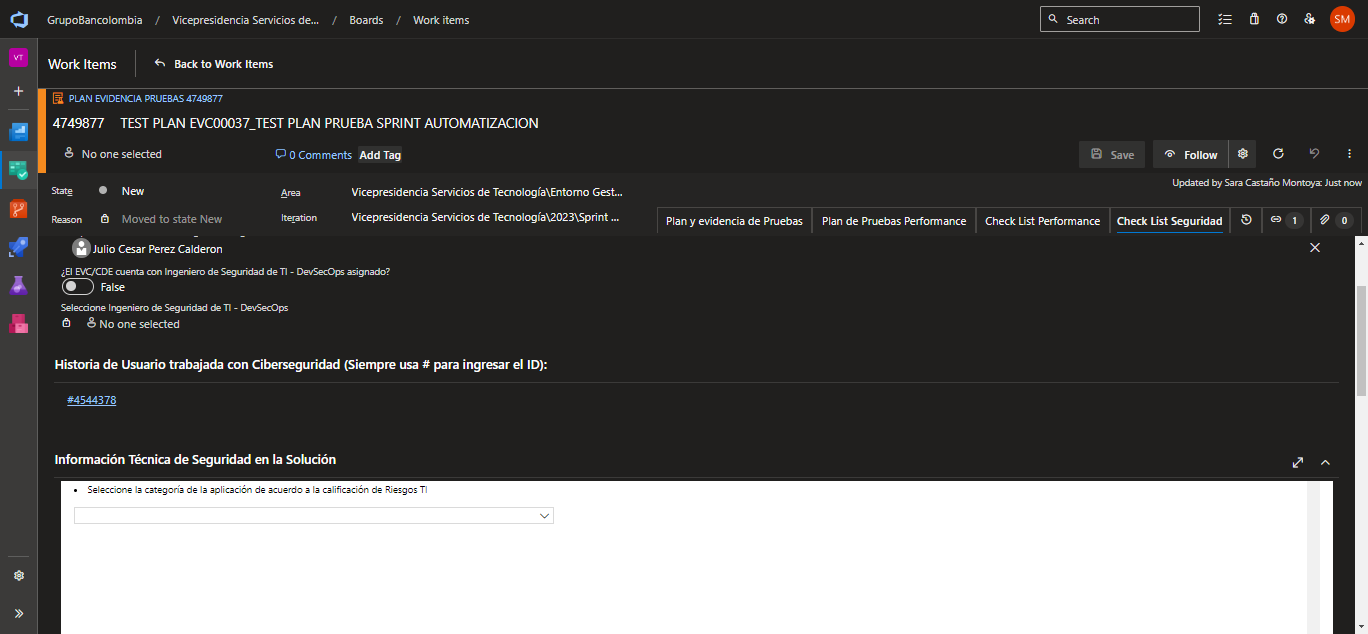 GrupoBancolombia / Vicepresidencia Servicios de... / Boards / Work items
Search
SM
VT
Work Items
Back to Work Items
PLAN EVIDENCIA PRUEBAS 4749877
4749877 TEST PLAN EVC00037_TEST PLAN PRUEBA SPRINT AUTOMATIZACION
No one selected
0 Comments
Add Tag
Save
Follow
State
New
Area
Vicepresidencia Servicios de Tecnología\Entorno Gest...
Updated by Sara Castaño Montoya: Just now
Reason
Moved to state New
Iteration
Vicepresidencia Servicios de Tecnología\2023\Sprint ...
Plan y evidencia de Pruebas
Plan de Pruebas Performance
Check List Performance
Check List Seguridad
1
0
Julio Cesar Perez Calderon
¿El EVC/CDE cuenta con Ingeniero de Seguridad de TI - DevSecOps asignado?
False
Seleccione Ingeniero de Seguridad de TI - DevSecOps
No one selected
Historia de Usuario trabajada con Ciberseguridad (Siempre usa # para ingresar el ID):
#4544378
Información Técnica de Seguridad en la Solución
• Seleccione la categoría de la aplicación de acuerdo a la calificación de Riesgos TI